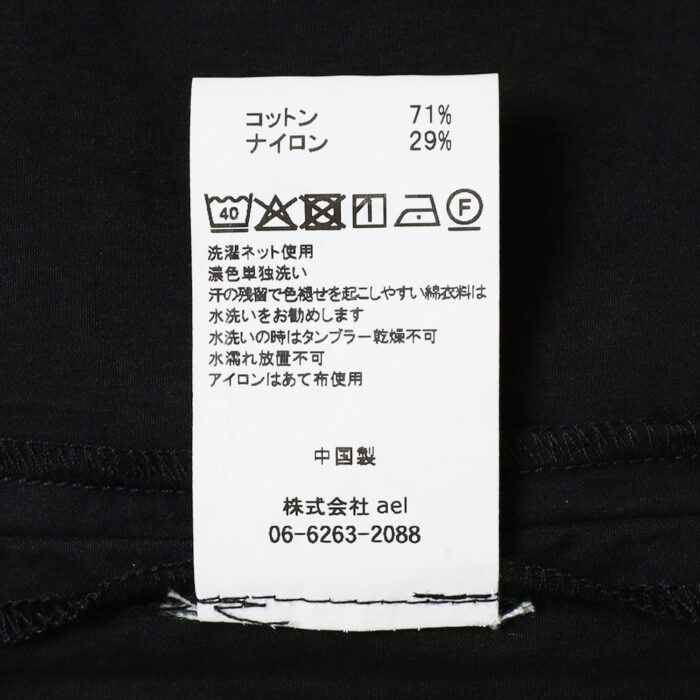 コットン 71%
ナイロン 29%
40 F
洗濯ネット使用
濃色単独洗い
汗の残留で色褪せを起こしやすい綿衣料は
水洗いをお勧めします
水洗いの時はタンブラー乾燥不可
水濡れ放置不可
アイロンはあて布使用
中国製
株式会社 ael
06-6263-2088